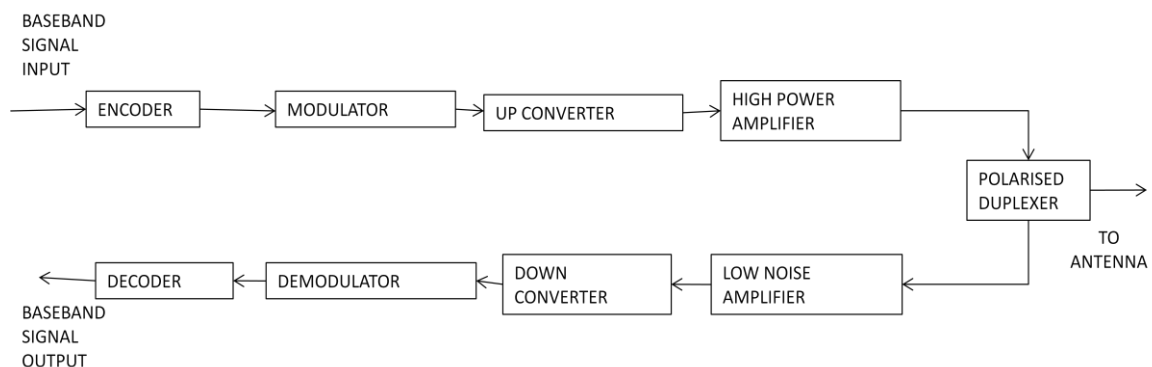 BASEBAND
SIGNAL
INPUT
ENCODER
MODULATOR
UP CONVERTER
HIGH POWER
AMPLIFIER
POLARISED
DUPLEXER
TO
ANTENNA
DECODER
DEMODULATOR
DOWN
CONVERTER
LOW NOISE
AMPLIFIER
BASEBAND
SIGNAL
OUTPUT